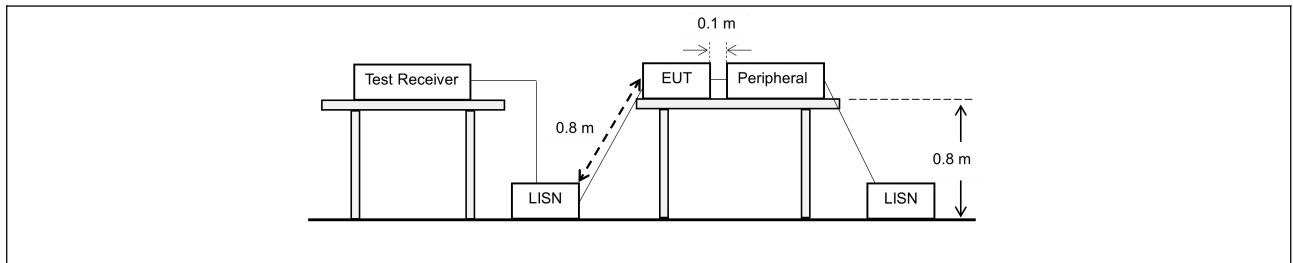 0.1 m
Test Receiver
EUT
Peripheral
0.8 m
0.8 m
LISN
LISN